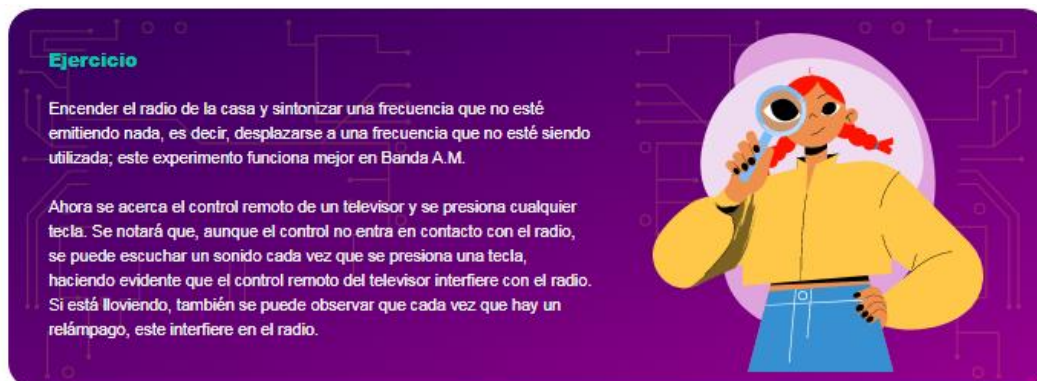 Ejercicio
Encender el radio de la casa y sintonizar una frecuencia que no esté
emitiendo nada, es decir, desplazarse a una frecuencia que no esté siendo
utilizada; este experimento funciona mejor en Banda A.M.
Ahora se acerca el control remoto de un televisor y se presiona cualquier
tecla. Se notará que, aunque el control no entra en contacto con el radio,
se puede escuchar un sonido cada vez que se presiona una tecla,
haciendo evidente que el control remoto del televisor interfiere con el radio.
Si está lloviendo, también se puede observar que cada vez que hay un
relámpago, este interfiere en el radio.